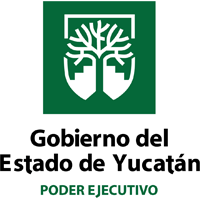 Gobierno del
Estado de Yucatán
PODER EJECUTIVO